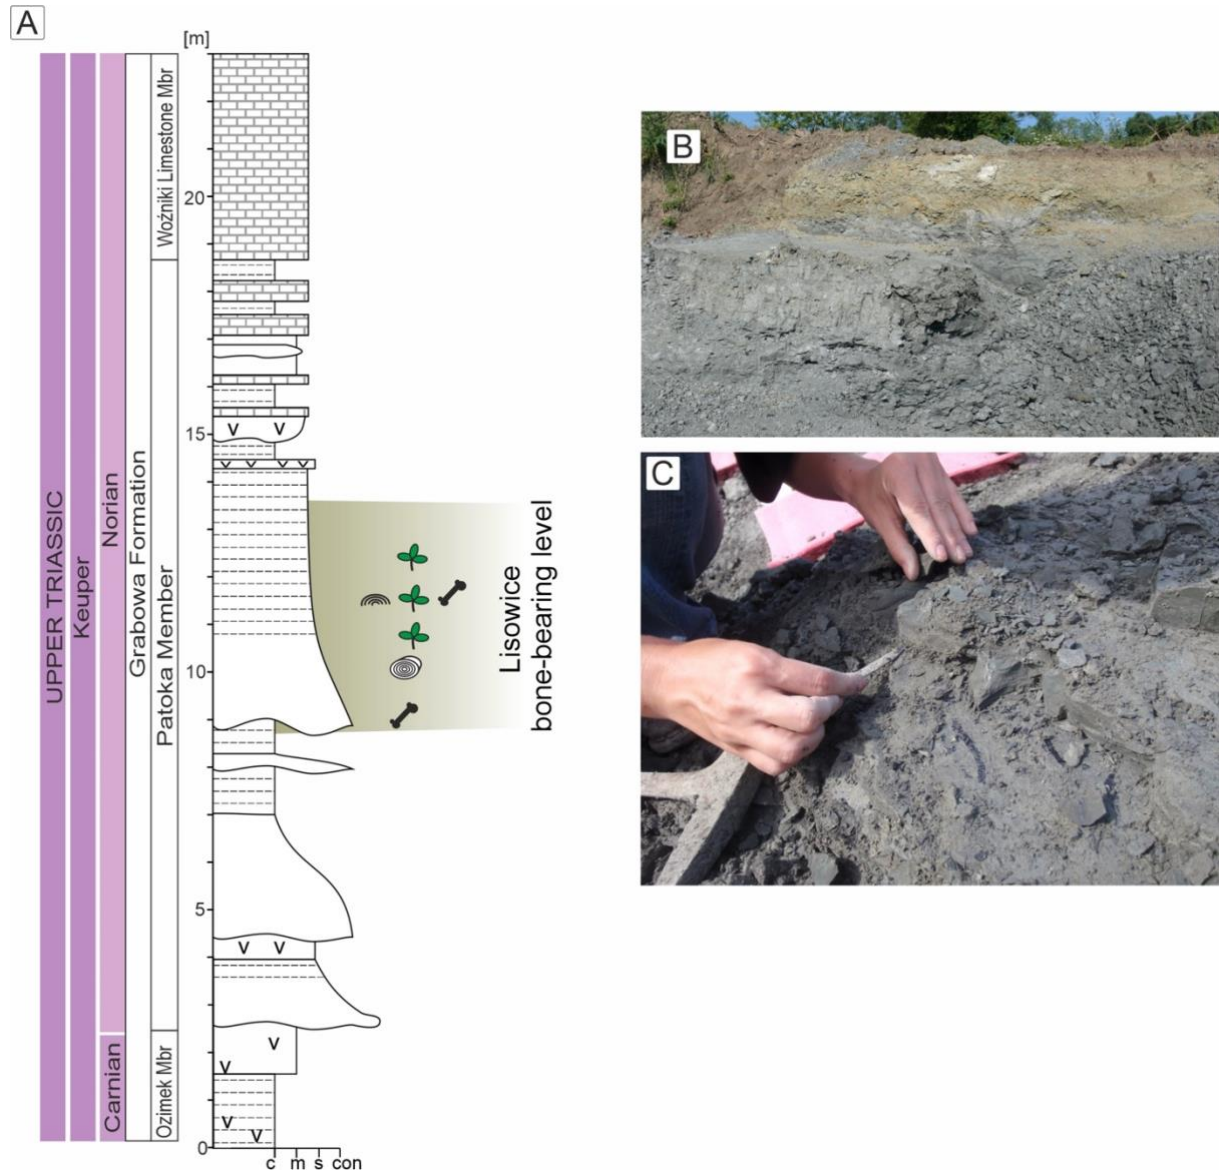 A
[m]
UPPER TRIASSIC
Keuper
Norian
Carnian
Grabowa Formation
Woźniki Limestone Mbr
Patoka Member
Ozimek Mbr
20
15
10
5
0
v v
v v v v
v v
v
v
v
v
c m s con
Lisowice
bone-bearing level
B
C